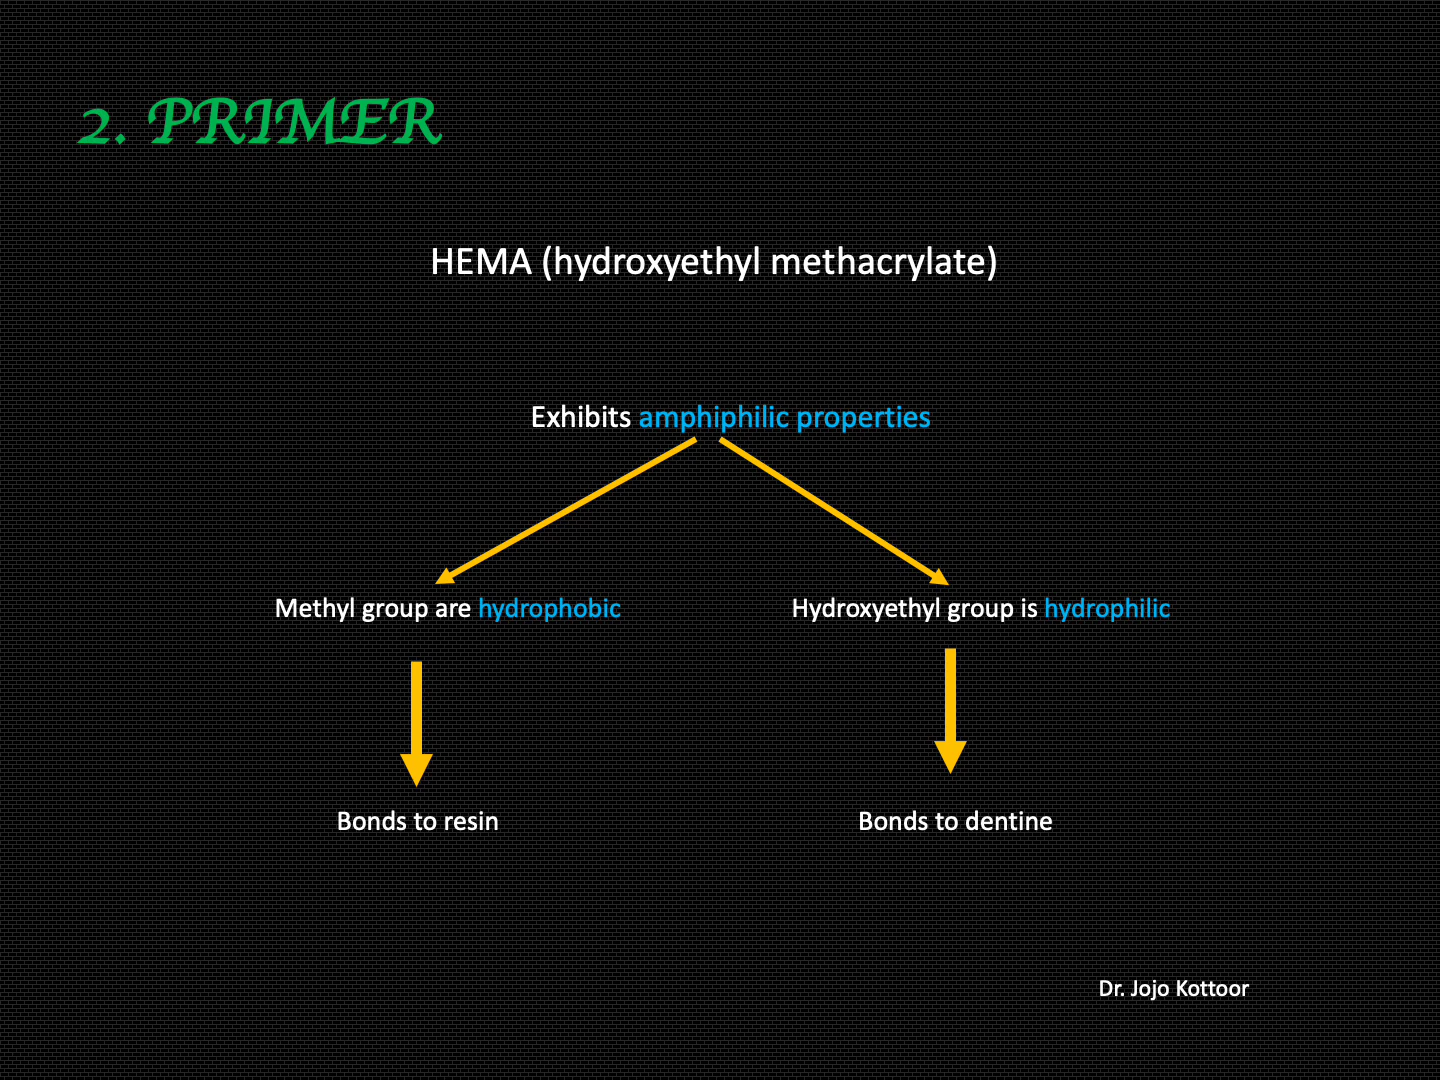 2. PRIMER
HEMA (hydroxyethyl methacrylate)
Exhibits amphiphilic properties
Methyl group are hydrophobic
Hydroxyethyl group is hydrophilic
Bonds to resin
Bonds to dentine
Dr. Jojo Kottoor